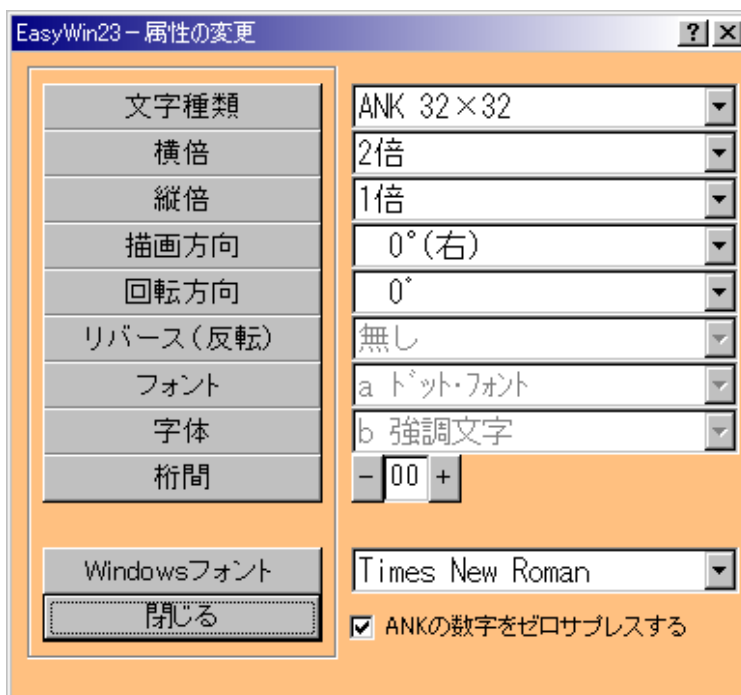 EasyWin23－属性の変更
文字種類 ANK 32×32
横倍 2倍
縦倍 1倍
描画方向 0°(右)
回転方向 0°
リバース(反転) 無し
フォント a ﾄﾞｯﾄ･ﾌｫﾝﾄ
字体 b 強調文字
桁間 - 00 +
Windowsフォント Times New Roman
閉じる ANKの数字をゼロサプレスする